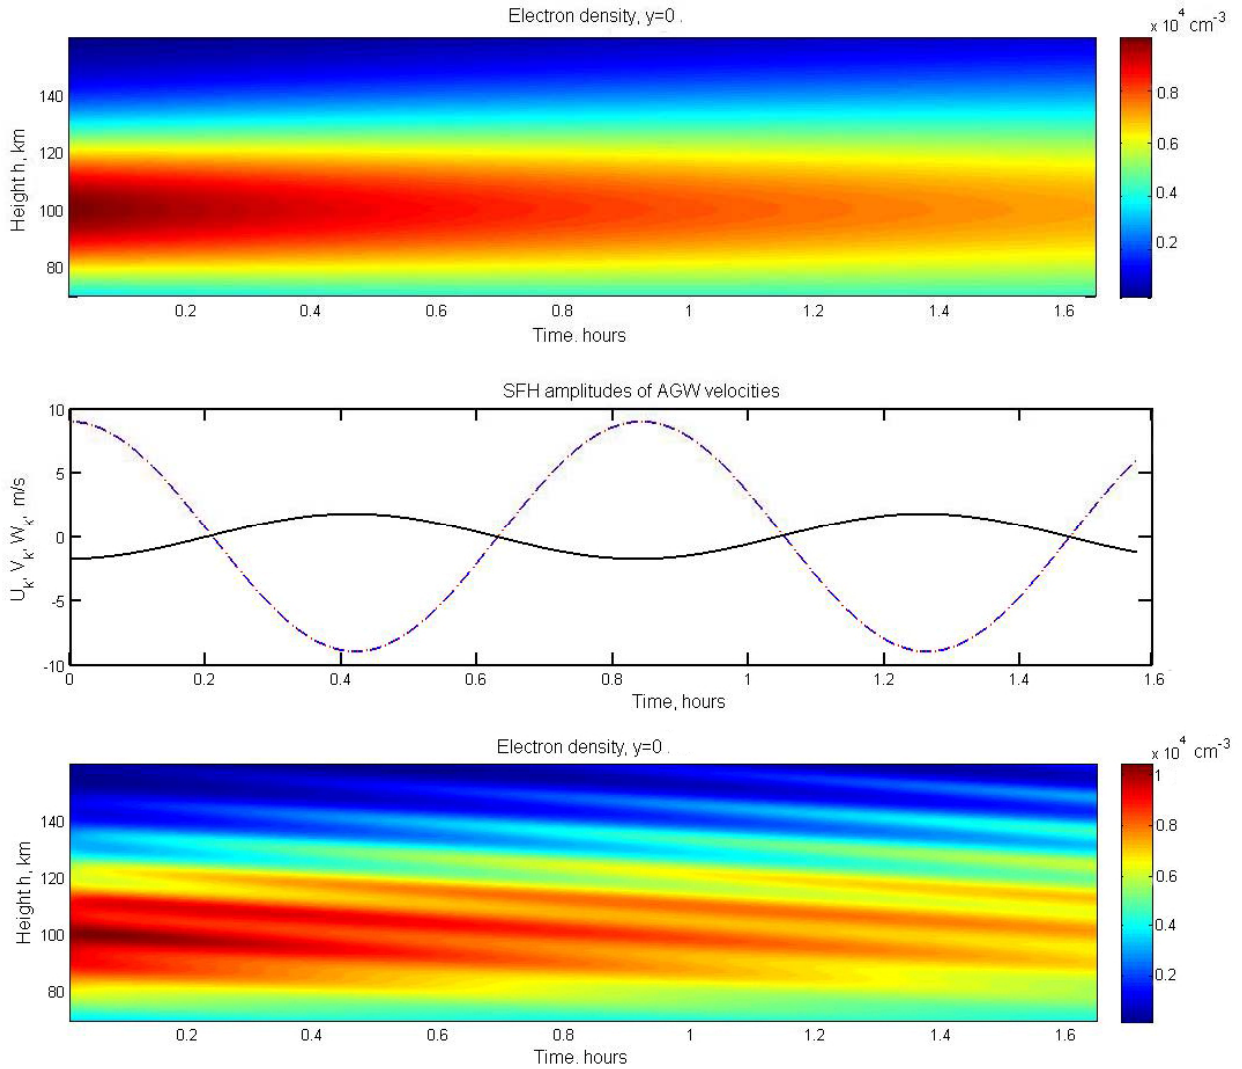 Electron density, y=0 .
x 10^4 cm^-3
Height h, km
140
120
100
80
0.8
0.6
0.4
0.2
0.2 0.4 0.6 0.8 1 1.2 1.4 1.6
Time. hours
SFH amplitudes of AGW velocities
U_k, V_k, W_k, m/s
10
5
0
-5
-10
0 0.2 0.4 0.6 0.8 1 1.2 1.4 1.6
Time, hours
Electron density, y=0 .
x 10^4 cm^-3
Height h, km
140
120
100
80
1
0.8
0.6
0.4
0.2
0.2 0.4 0.6 0.8 1 1.2 1.4 1.6
Time. hours